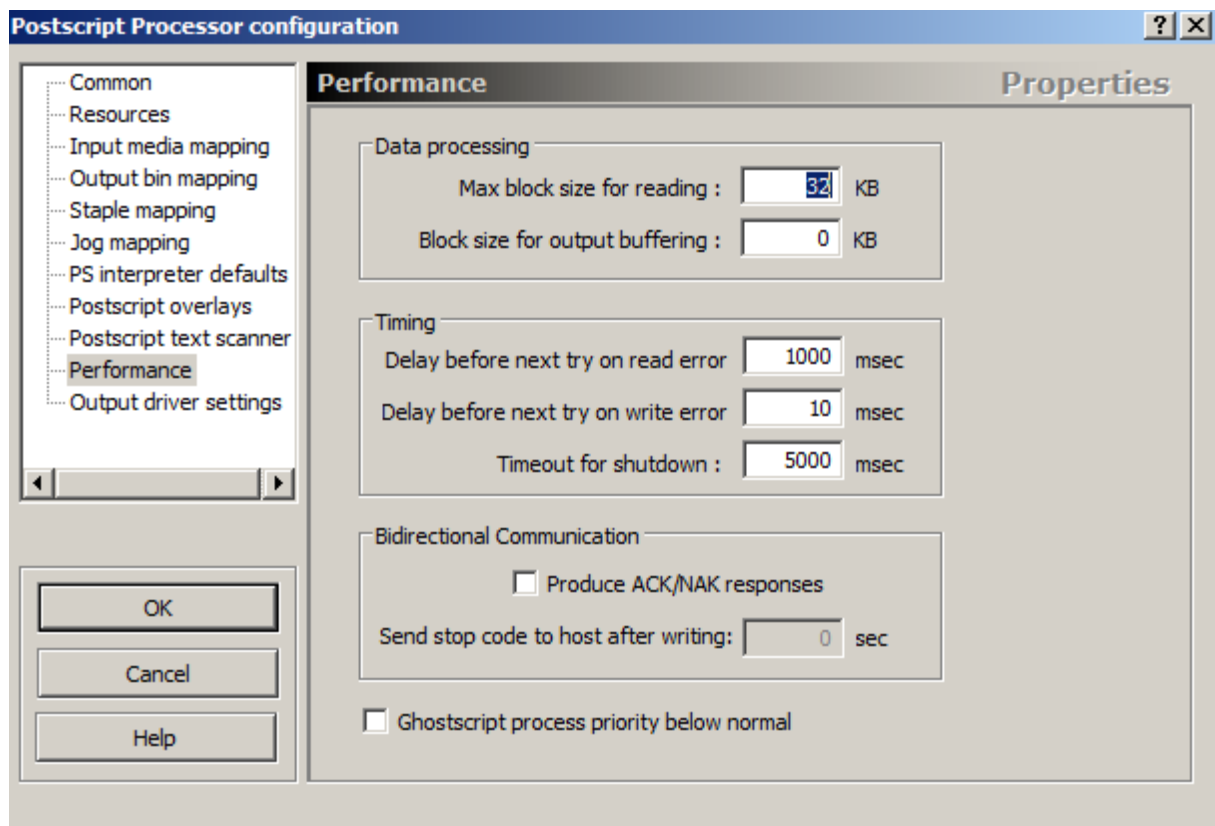 Postscript Processor configuration
Common
Resources
Input media mapping
Output bin mapping
Staple mapping
Jog mapping
PS interpreter defaults
Postscript overlays
Postscript text scanner
Performance
Output driver settings
OK
Cancel
Help
Performance Properties
Data processing
Max block size for reading : 32 KB
Block size for output buffering : 0 KB
Timing
Delay before next try on read error 1000 msec
Delay before next try on write error 10 msec
Timeout for shutdown : 5000 msec
Bidirectional Communication
Produce ACK/NAK responses
Send stop code to host after writing: 0 sec
Ghostscript process priority below normal